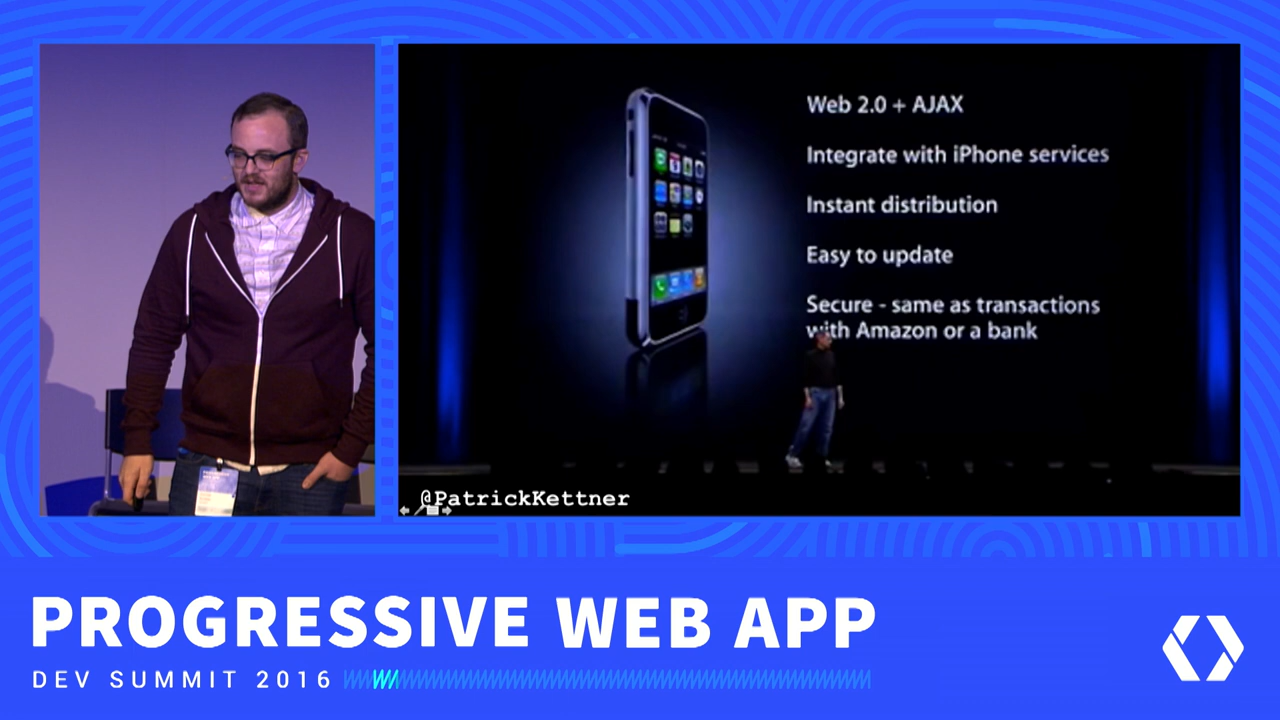 Web 2.0 + AJAX
Integrate with iPhone services
Instant distribution
Easy to update
Secure - same as transactions
with Amazon or a bank
@PatrickKettner
PROGRESSIVE WEB APP
DEV SUMMIT 2016